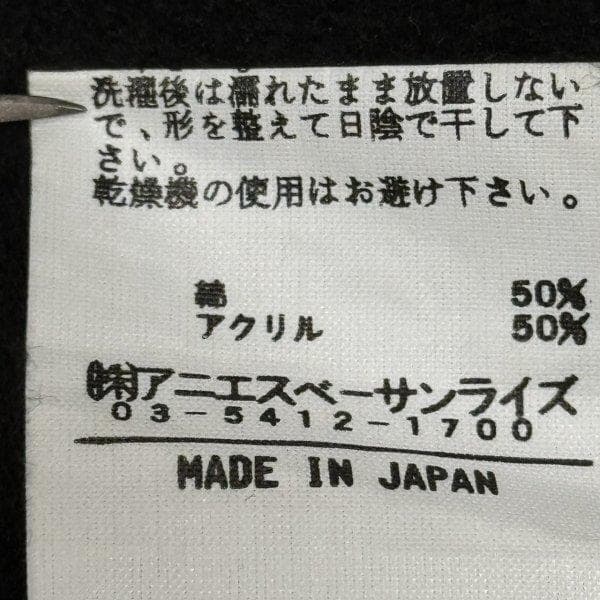 洗濯後は濡れたまま放置しない
で、形を整えて日陰で干して下
さい。
乾燥機の使用はお避け下さい。
綿 50%
アクリル 50%
㈱アニエスベーサンライズ
03-5412-1700
MADE IN JAPAN